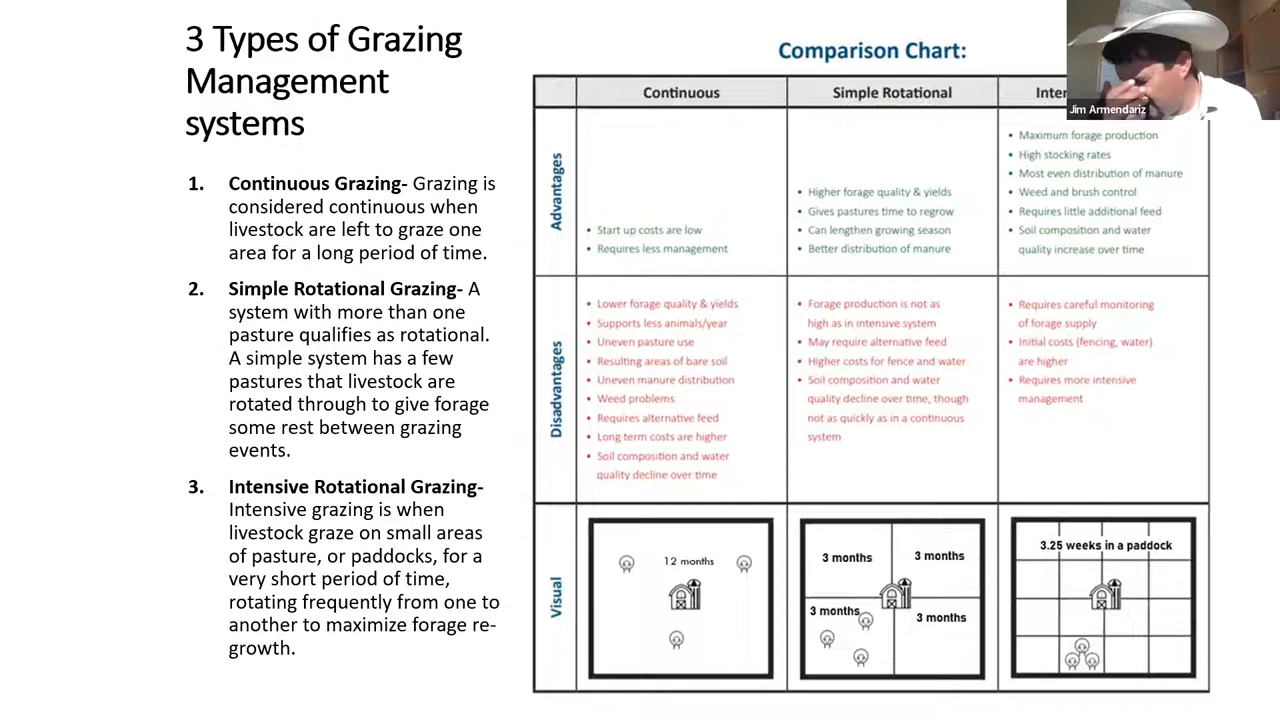 3 Types of Grazing
Management
systems
1. Continuous Grazing- Grazing is
considered continuous when
livestock are left to graze one
area for a long period of time.
2. Simple Rotational Grazing- A
system with more than one
pasture qualifies as rotational.
A simple system has a few
pastures that livestock are
rotated through to give forage
some rest between grazing
events.
3. Intensive Rotational Grazing-
Intensive grazing is when
livestock graze on small areas
of pasture, or paddocks, for a
very short period of time,
rotating frequently from one to
another to maximize forage re-
growth.
Comparison Chart:
Continuous
Simple Rotational
Jim Armendariz
Advantages
• Start up costs are low
• Requires less management
• Higher forage quality & yields
• Gives pastures time to regrow
• Can lengthen growing season
• Better distribution of manure
• Maximum forage production
• High stocking rates
• Most even distribution of manure
• Weed and brush control
• Requires little additional feed
• Soil composition and water
quality increase over time
Disadvantages
• Lower forage quality & yields
• Supports less animals/year
• Uneven pasture use
• Resulting areas of bare soil
• Uneven manure distribution
• Weed problems
• Requires alternative feed
• Long term costs are higher
• Soil composition and water
quality decline over time
• Forage production is not as
high as in intensive system
• May require alternative feed
• Higher costs for fence and water
• Soil composition and water
quality decline over time, though
not as quickly as in a continuous
system
• Requires careful monitoring
of forage supply
• Initial costs (fencing, water)
are higher
• Requires more intensive
management
Visual
12 months
3 months
3 months
3 months
3 months
3.25 weeks in a paddock